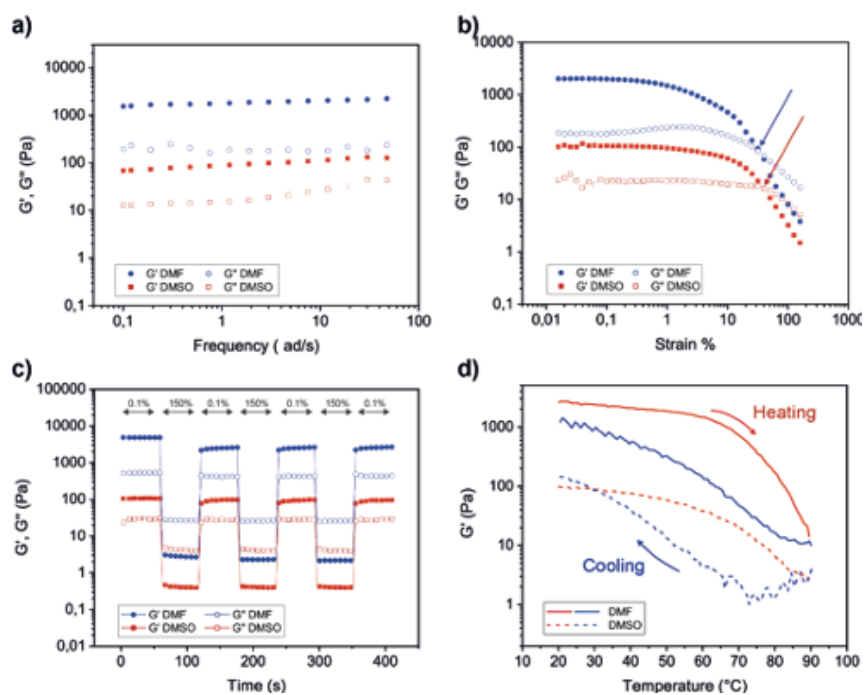 a)
10000
1000
100
10
1
0,1
G', G" (Pa)
G' DMF G" DMF
G' DMSO G" DMSO
0,1 1 10 100
Frequency ( ad/s)
b)
10000
1000
100
10
1
0,1
G', G" (Pa)
G' DMF G" DMF
G' DMSO G" DMSO
0,01 0,1 1 10 100 1000
Strain %
c)
0.1% 150% 0.1% 150% 0.1% 150% 0.1%
100000
10000
1000
100
10
1
0,1
0,01
G', G" (Pa)
G' DMF G" DMF
G' DMSO G" DMSO
0 100 200 300 400
Time (s)
d)
Heating
Cooling
1000
100
10
1
G' (Pa)
DMF
DMSO
10 20 30 40 50 60 70 80 90 100
Temperature (°C)